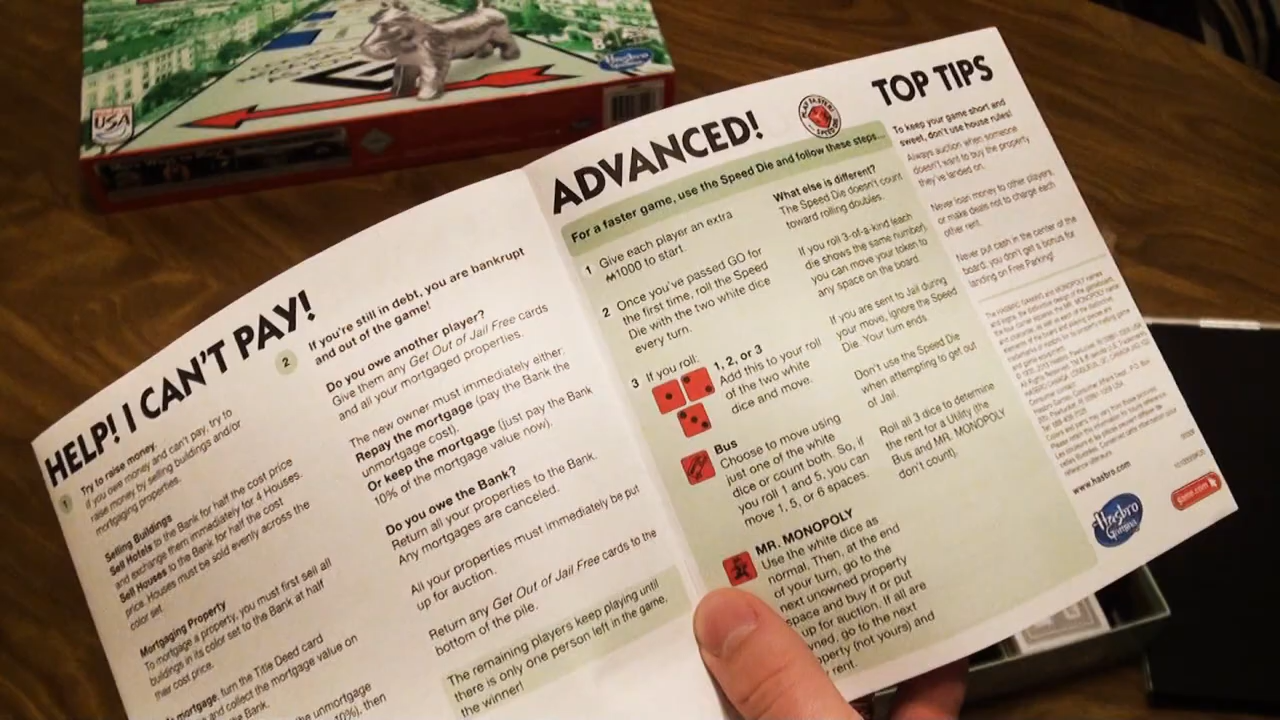 USA
Hasbro
Gaming
HELP! I CAN'T PAY!
1
Try to raise money.
If you owe money and can't pay, try to
raise money by selling buildings and/or
mortgaging properties.
Selling Buildings
Sell Hotels to the Bank for half the cost price
and exchange them immediately for 4 Houses.
Sell Houses to the Bank for half the cost
price. Houses must be sold evenly across the
color set.
Mortgaging Property
To mortgage a property, you must first sell all
buildings in its color set to the Bank at half
their cost price.
mortgage, turn the Title Deed card
and collect the mortgage value on
the Bank.
the unmortgage
10%), then
2
If you're still in debt, you are bankrupt
and out of the game!
Do you owe another player?
Give them any Get Out of Jail Free cards
and all your mortgaged properties.
The new owner must immediately either:
Repay the mortgage (pay the Bank the
unmortgage cost).
Or keep the mortgage (just pay the Bank
10% of the mortgage value now).
Do you owe the Bank?
Return all your properties to the Bank.
Any mortgages are canceled.
All your properties must immediately be put
up for auction.
Return any Get Out of Jail Free cards to the
bottom of the pile.
The remaining players keep playing until
there is only one person left in the game,
the winner!
ADVANCED!
For a faster game, use the Speed Die and follow these steps...
1 Give each player an extra
M1000 to start.
2 Once you've passed GO for
the first time, roll the Speed
Die with the two white dice
every turn.
3 If you roll:
1, 2, or 3
Add this to your roll
of the two white
dice and move.
Bus
Choose to move using
just one of the white
dice or count both. So, if
you roll 1 and 5, you can
move 1, 5, or 6 spaces.
MR. MONOPOLY
Use the white dice as
normal. Then, at the end
of your turn, go to the
next unowned property
space and buy it or put
up for auction. If all are
owned, go to the next
property (not yours) and
rent.
What else is different?
The Speed Die doesn't count
toward rolling doubles.
If you roll 3-of-a-kind (each
die shows the same number)
you can move your token to
any space on the board.
If you are sent to Jail during
your move, ignore the Speed
Die. Your turn ends.
Don't use the Speed Die
when attempting to get out
of Jail.
Roll all 3 dice to determine
the rent for a Utility (the
Bus and MR. MONOPOLY
don't count).
TOP TIPS
To keep your game short and
sweet, don't use house rules!
Always auction when someone
doesn't want to buy the property
they've landed on.
Never loan money to other players,
or make deals not to charge each
other rent.
Never put cash in the center of the
board, you don't get a bonus for
landing on Free Parking!
www.hasbro.com
Hasbro
Gaming